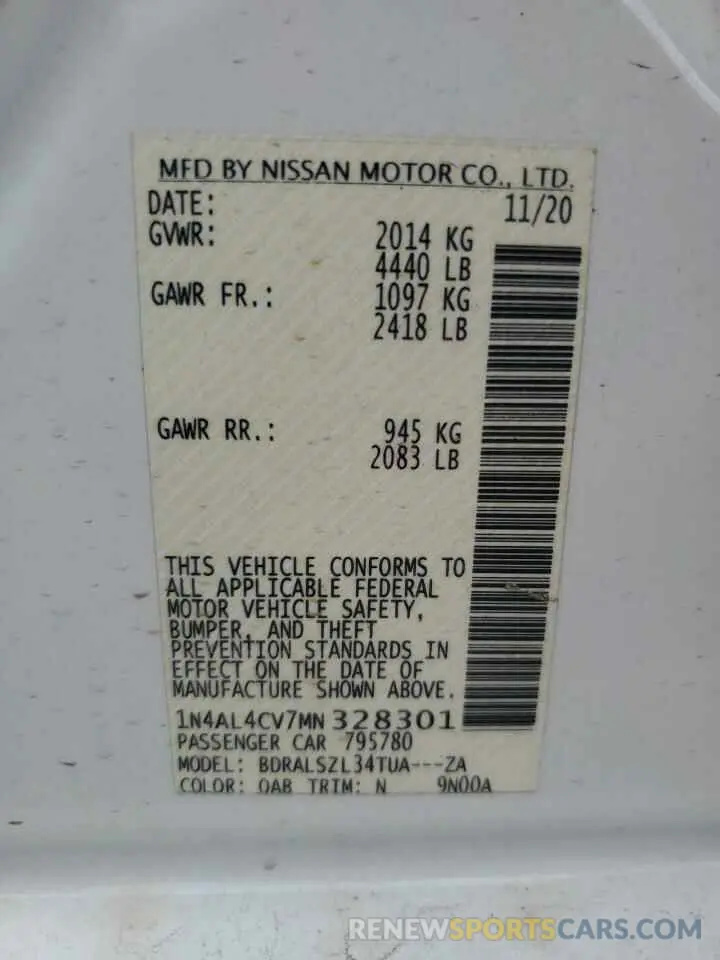 MFD BY NISSAN MOTOR CO., LTD.
DATE: 11/20
GVWR: 2014 KG
4440 LB
GAWR FR.: 1097 KG
2418 LB
GAWR RR.: 945 KG
2083 LB
THIS VEHICLE CONFORMS TO
ALL APPLICABLE FEDERAL
MOTOR VEHICLE SAFETY,
BUMPER, AND THEFT
PREVENTION STANDARDS IN
EFFECT ON THE DATE OF
MANUFACTURE SHOWN ABOVE.
1N4AL4CV7MN 328301
PASSENGER CAR 795780
MODEL: BDRALSZL34TUA---ZA
COLOR: QAB TRIM: N 9N00A
RENEWSPORTSCARS.COM